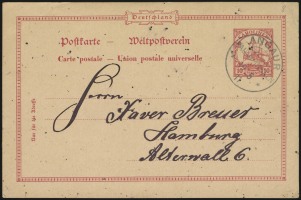 Deutschland
Postkarte — Weltpostverein
Carte postale — Union postale universelle
Herrn Xaver Breuer
Hamburg
Alterwall 6.